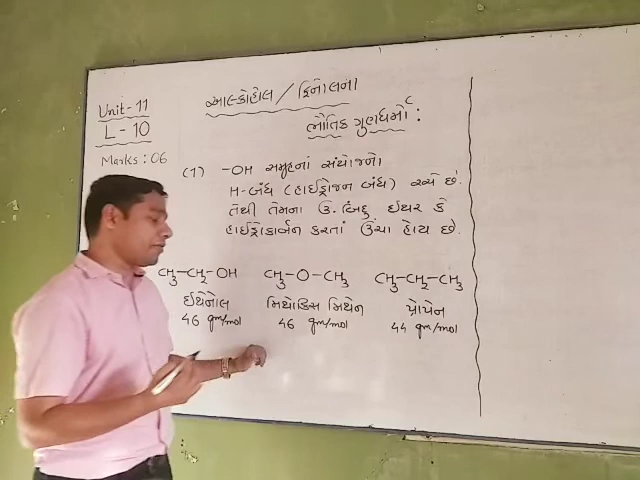 Unit - 11
L - 10
Marks : 06
આલ્કોહોલ / ફિનોલના
ભૌતિક ગુણધર્મો :
(1) -OH સમૂહનાં સંયોજનો
H-બંધ (હાઈડ્રોજન બંધ) રચે છે.
તેથી તેમના ઉ.બિંદુ ઈથર કે
હાઈડ્રોકાર્બન કરતાં ઉંચા હોય છે.
CH₃-CH₂-OH CH₃-O-CH₃ CH₃-CH₂-CH₃
ઈથેનોલ મિથોક્સિ મિથેન પ્રોપેન
46 gm/mol 46 gm/mol 44 gm/mol